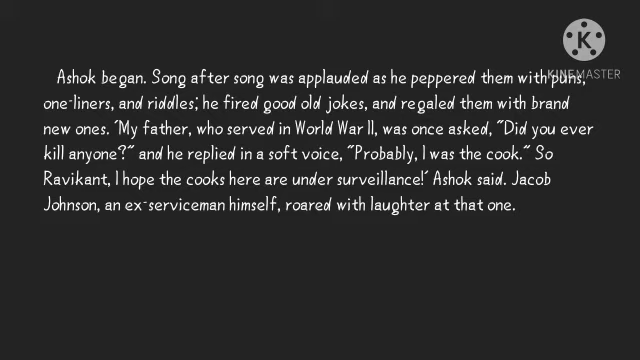 Ashok began. Song after song was applauded as he peppered them with puns,
one-liners, and riddles; he fired good old jokes, and regaled them with brand
new ones. 'My father, who served in World War II, was once asked, "Did you ever
kill anyone?" and he replied in a soft voice, "Probably, I was the cook." So
Ravikant, I hope the cooks here are under surveillance!' Ashok said. Jacob
Johnson, an ex-serviceman himself, roared with laughter at that one.
K
KINEMASTER